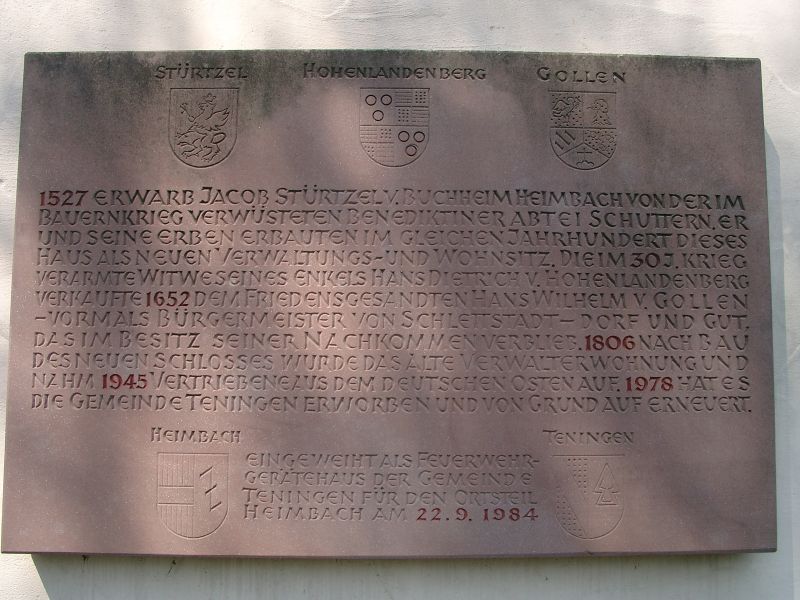 STÜRTZEL HOHENLANDENBERG GOLLEN
1527 ERWARB JACOB STÜRTZEL V. BUCHHEIM HEIMBACH VON DER IM
BAUERNKRIEG VERWÜSTETEN BENEDIKTINER ABTEI SCHUTTERN. ER
UND SEINE ERBEN ERBAUTEN IM GLEICHEN JAHRHUNDERT DIESES
HAUS ALS NEUEN VERWALTUNGS- UND WOHNSITZ. DIE IM 30 J. KRIEG
VERARMTE WITWE SEINES ENKELS HANS DIETRICH V. HOHENLANDENBERG
VERKAUFTE 1652 DEM FRIEDENSGESANDTEN HANS WILHELM V. GOLLEN
–VORMALS BÜRGERMEISTER VON SCHLETTSTADT– DORF UND GUT,
DAS IM BESITZ SEINER NACHKOMMEN VERBLIEB. 1806 NACH BAU
DES NEUEN SCHLOSSES WURDE DAS ALTE VERWALTERWOHNUNG UND
NAHM 1945 VERTRIEBENE AUS DEM DEUTSCHEN OSTEN AUF. 1978 HAT ES
DIE GEMEINDE TENINGEN ERWORBEN UND VON GRUND AUF ERNEUERT.
HEIMBACH TENINGEN
EINGEWEIHT ALS FEUERWEHR-
GERÄTEHAUS DER GEMEINDE
TENINGEN FÜR DEN ORTSTEIL
HEIMBACH AM 22.9.1984